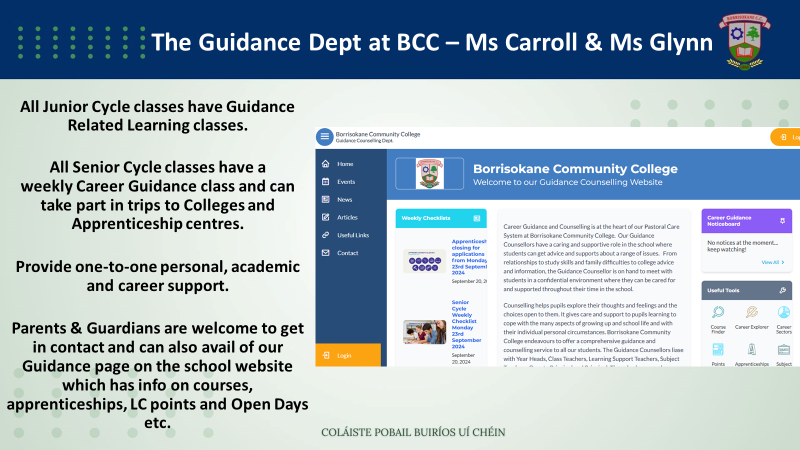 The Guidance Dept at BCC – Ms Carroll & Ms Glynn
BORRISOKANE C.C.
All Junior Cycle classes have Guidance
Related Learning classes.
All Senior Cycle classes have a
weekly Career Guidance class and can
take part in trips to Colleges and
Apprenticeship centres.
Provide one-to-one personal, academic
and career support.
Parents & Guardians are welcome to get
in contact and can also avail of our
Guidance page on the school website
which has info on courses,
apprenticeships, LC points and Open Days
etc.
Borrisokane Community College
Guidance Counselling Dept.
Home
Events
News
Articles
Useful Links
Contact
Login
Borrisokane Community College
Welcome to our Guidance Counselling Website
Weekly Checklists
closing for
applications
from Monday
23rd
September 20,
Senior
Cycle
Weekly
Checklist
Monday
23rd
September
2024
September
20, 2024
Career Guidance and Counselling is at the heart of our Pastoral Care
System at Borrisokane Community College. Our Guidance
Counsellors have a caring and supportive role in the school where
students can get advice and supports about a range of issues. From
relationships to study skills and family difficulties to college advice
and information, the Guidance Counsellor is on hand to meet with
students in a confidential environment where they can be cared for
and supported throughout their time in the school.
Counselling helps pupils explore their thoughts and feelings and the
choices open to them. It gives care and support to pupils learning to
cope with the many aspects of growing up and school life and with
their individual personal circumstances. Borrisokane Community
College endeavours to offer a comprehensive guidance and
counselling service to all our students. The Guidance Counsellors liase
with Year Heads, Class Teachers, Learning Support Teachers, Subject
Career Guidance
Noticeboard
No notices at the moment...
keep watching!
View All
Useful Tools
Course
Finder
Career Explorer
Career
Sectors
Points
Apprenticeships
Subject
COLÁISTE POBAIL BUIRÍOS UÍ CHÉIN